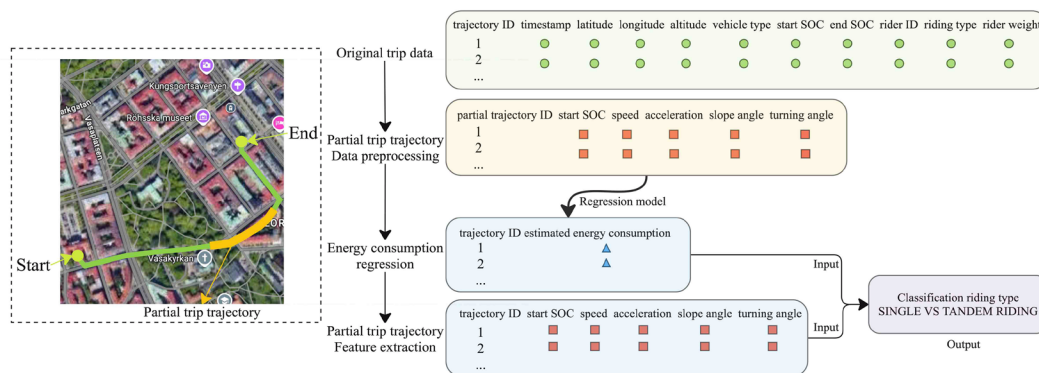 trajectory ID timestamp latitude longitude altitude vehicle type start SOC end SOC rider ID riding type rider weight
1
2
...
Original trip data
Kungsportsavenyen
Röhsska museet
Vasaplatsen
End
partial trajectory ID start SOC speed acceleration slope angle turning angle
1
2
...
Partial trip trajectory
Data preprocessing
Regression model
trajectory ID estimated energy consumption
1
2
...
Energy consumption
regression
Start
Vasakyrkan
Partial trip trajectory
Input
Classification riding type
SINGLE VS TANDEM RIDING
Output
trajectory ID start SOC speed acceleration slope angle turning angle
1
2
...
Input
Partial trip trajectory
Feature extraction